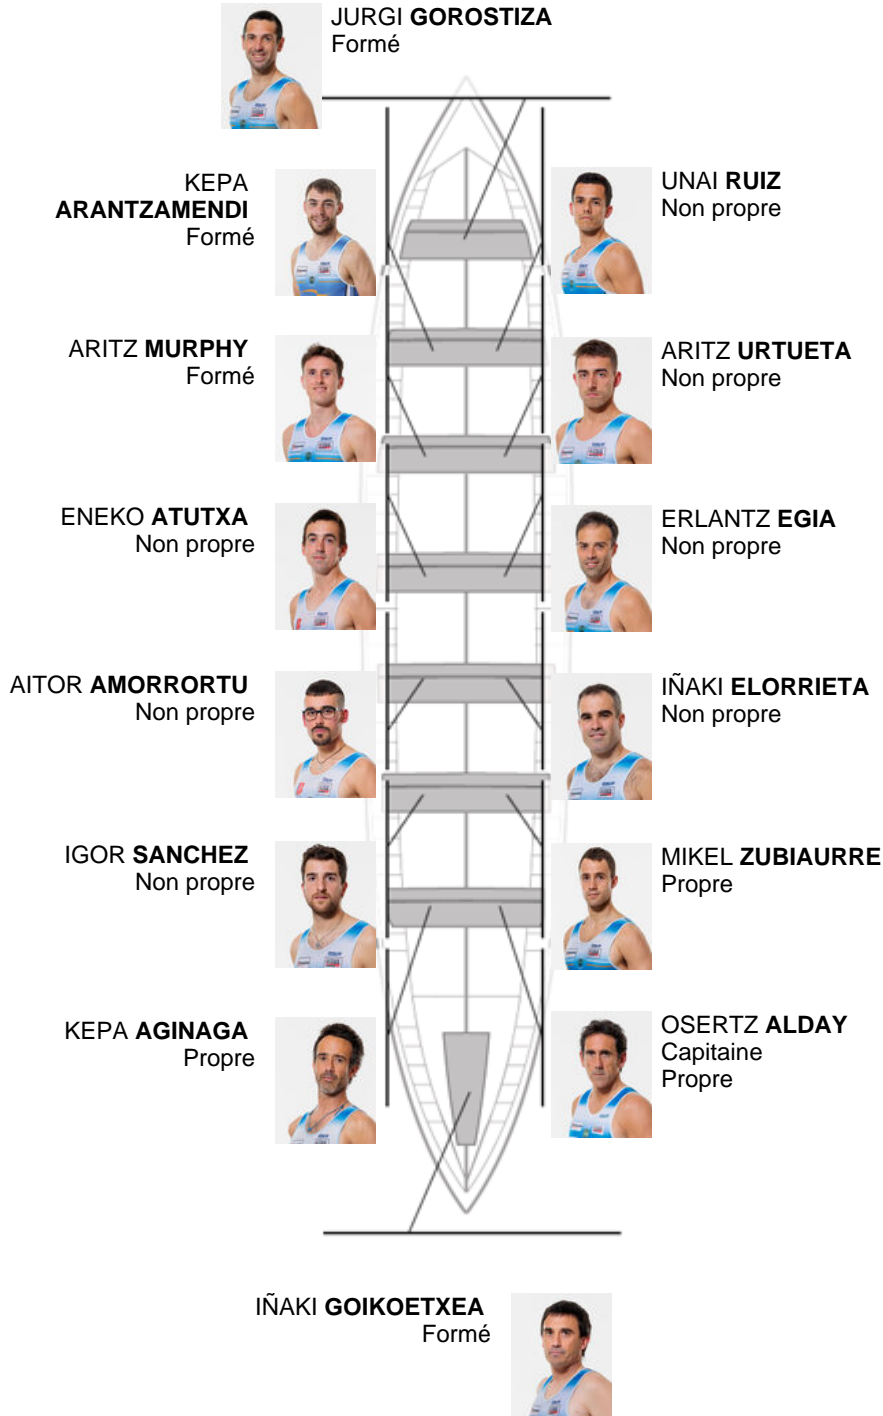 JURGI GOROSTIZA
Formé
KEPA
ARANTZAMENDI
Formé
UNAI RUIZ
Non propre
ARITZ MURPHY
Formé
ARITZ URTUETA
Non propre
ENEKO ATUTXA
Non propre
ERLANTZ EGIA
Non propre
AITOR AMORRORTU
Non propre
IÑAKI ELORRIETA
Non propre
IGOR SANCHEZ
Non propre
MIKEL ZUBIAURRE
Propre
KEPA AGINAGA
Propre
OSERTZ ALDAY
Capitaine
Propre
IÑAKI GOIKOETXEA
Formé